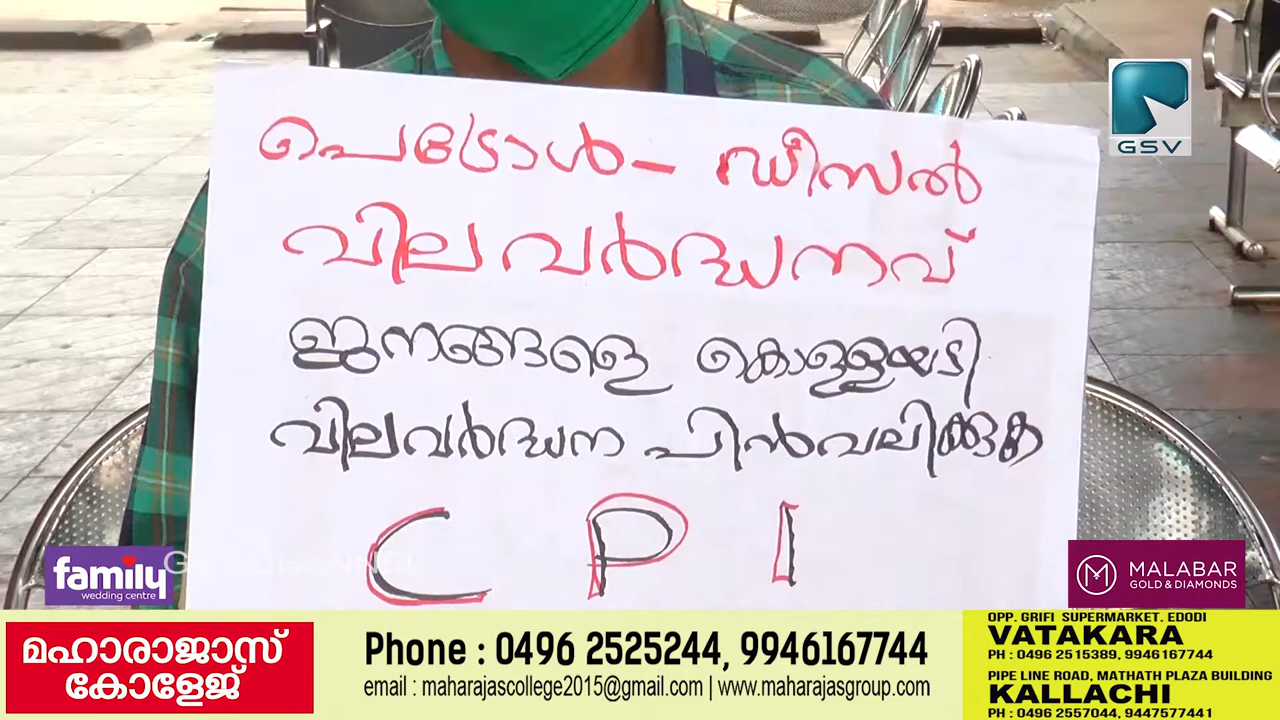 GSV
പെട്രോൾ - ഡീസൽ
വില വർദ്ധനവ്
ജനങ്ങളെ കൊള്ളയടി
വിലവർദ്ധന പിൻവലിക്കുക
CPI
family
wedding centre
MALABAR
GOLD & DIAMONDS
മഹാരാജാസ്
കോളേജ്
Phone : 0496 2525244, 9946167744
email : maharajascollege2015@gmail.com | www.maharajasgroup.com
OPP. GRIFI SUPERMARKET. EDODI
VATAKARA
PH : 0496 2515389, 9946167744
PIPE LINE ROAD, MATHATH PLAZA BUILDING
KALLACHI
PH : 0496 2557044, 9447577441